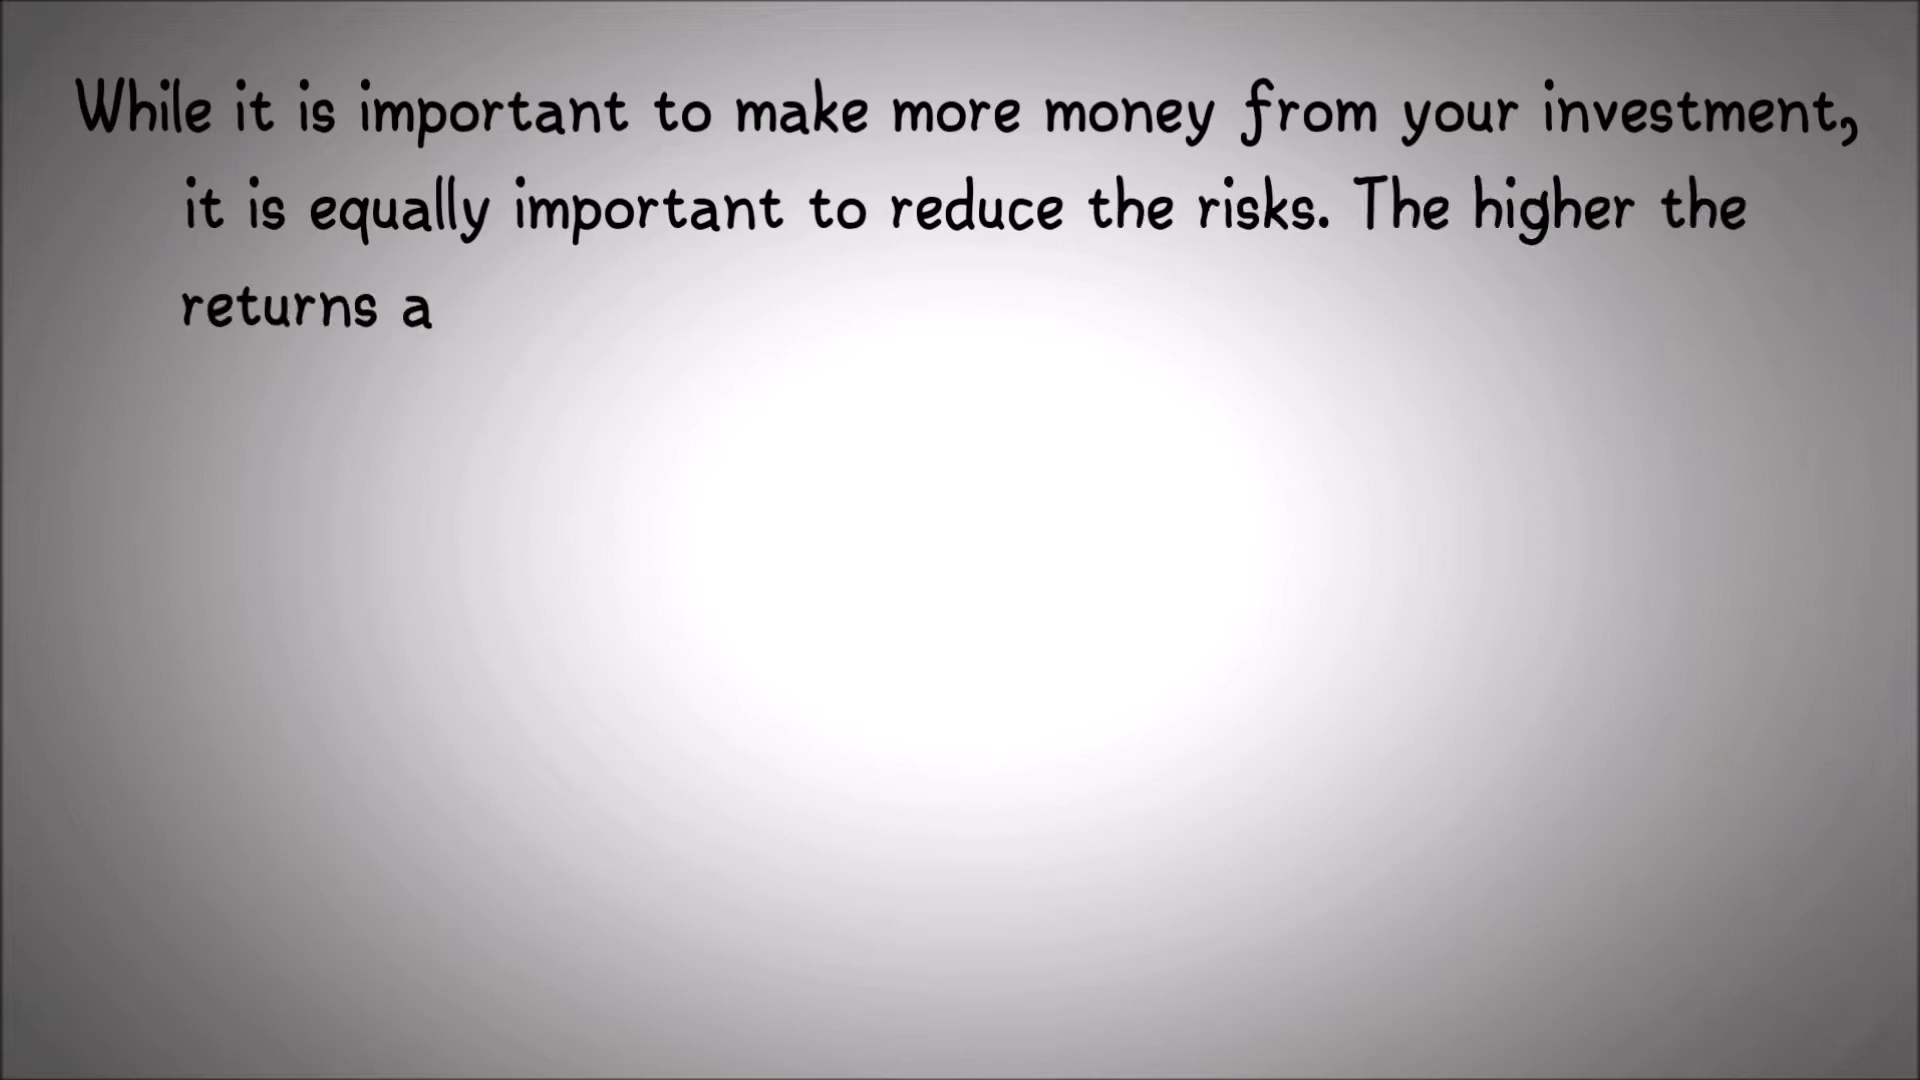 While it is important to make more money from your investment,
it is equally important to reduce the risks. The higher the
returns a